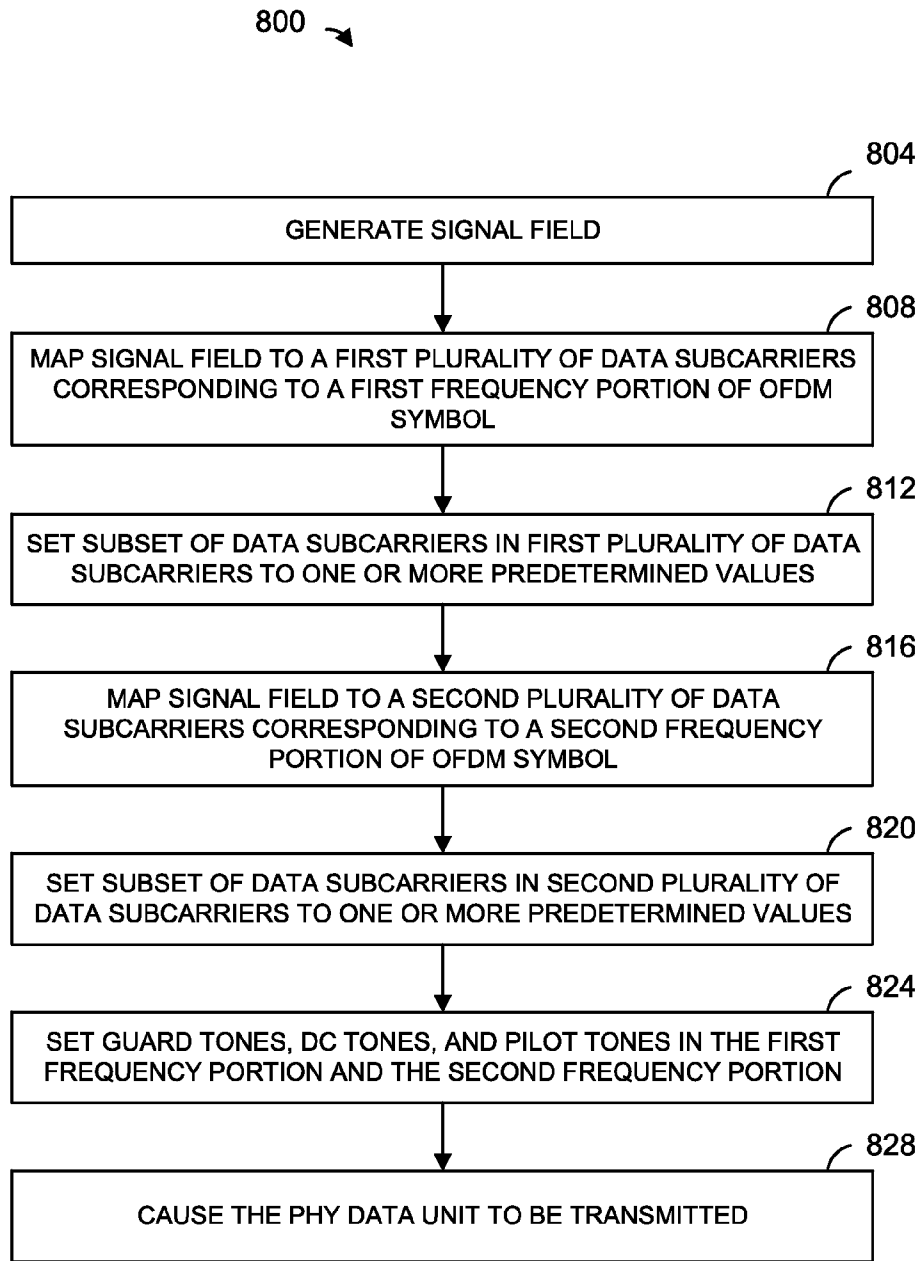 800
804
GENERATE SIGNAL FIELD
808
MAP SIGNAL FIELD TO A FIRST PLURALITY OF DATA SUBCARRIERS
CORRESPONDING TO A FIRST FREQUENCY PORTION OF OFDM
SYMBOL
812
SET SUBSET OF DATA SUBCARRIERS IN FIRST PLURALITY OF DATA
SUBCARRIERS TO ONE OR MORE PREDETERMINED VALUES
816
MAP SIGNAL FIELD TO A SECOND PLURALITY OF DATA
SUBCARRIERS CORRESPONDING TO A SECOND FREQUENCY
PORTION OF OFDM SYMBOL
820
SET SUBSET OF DATA SUBCARRIERS IN SECOND PLURALITY OF
DATA SUBCARRIERS TO ONE OR MORE PREDETERMINED VALUES
824
SET GUARD TONES, DC TONES, AND PILOT TONES IN THE FIRST
FREQUENCY PORTION AND THE SECOND FREQUENCY PORTION
828
CAUSE THE PHY DATA UNIT TO BE TRANSMITTED